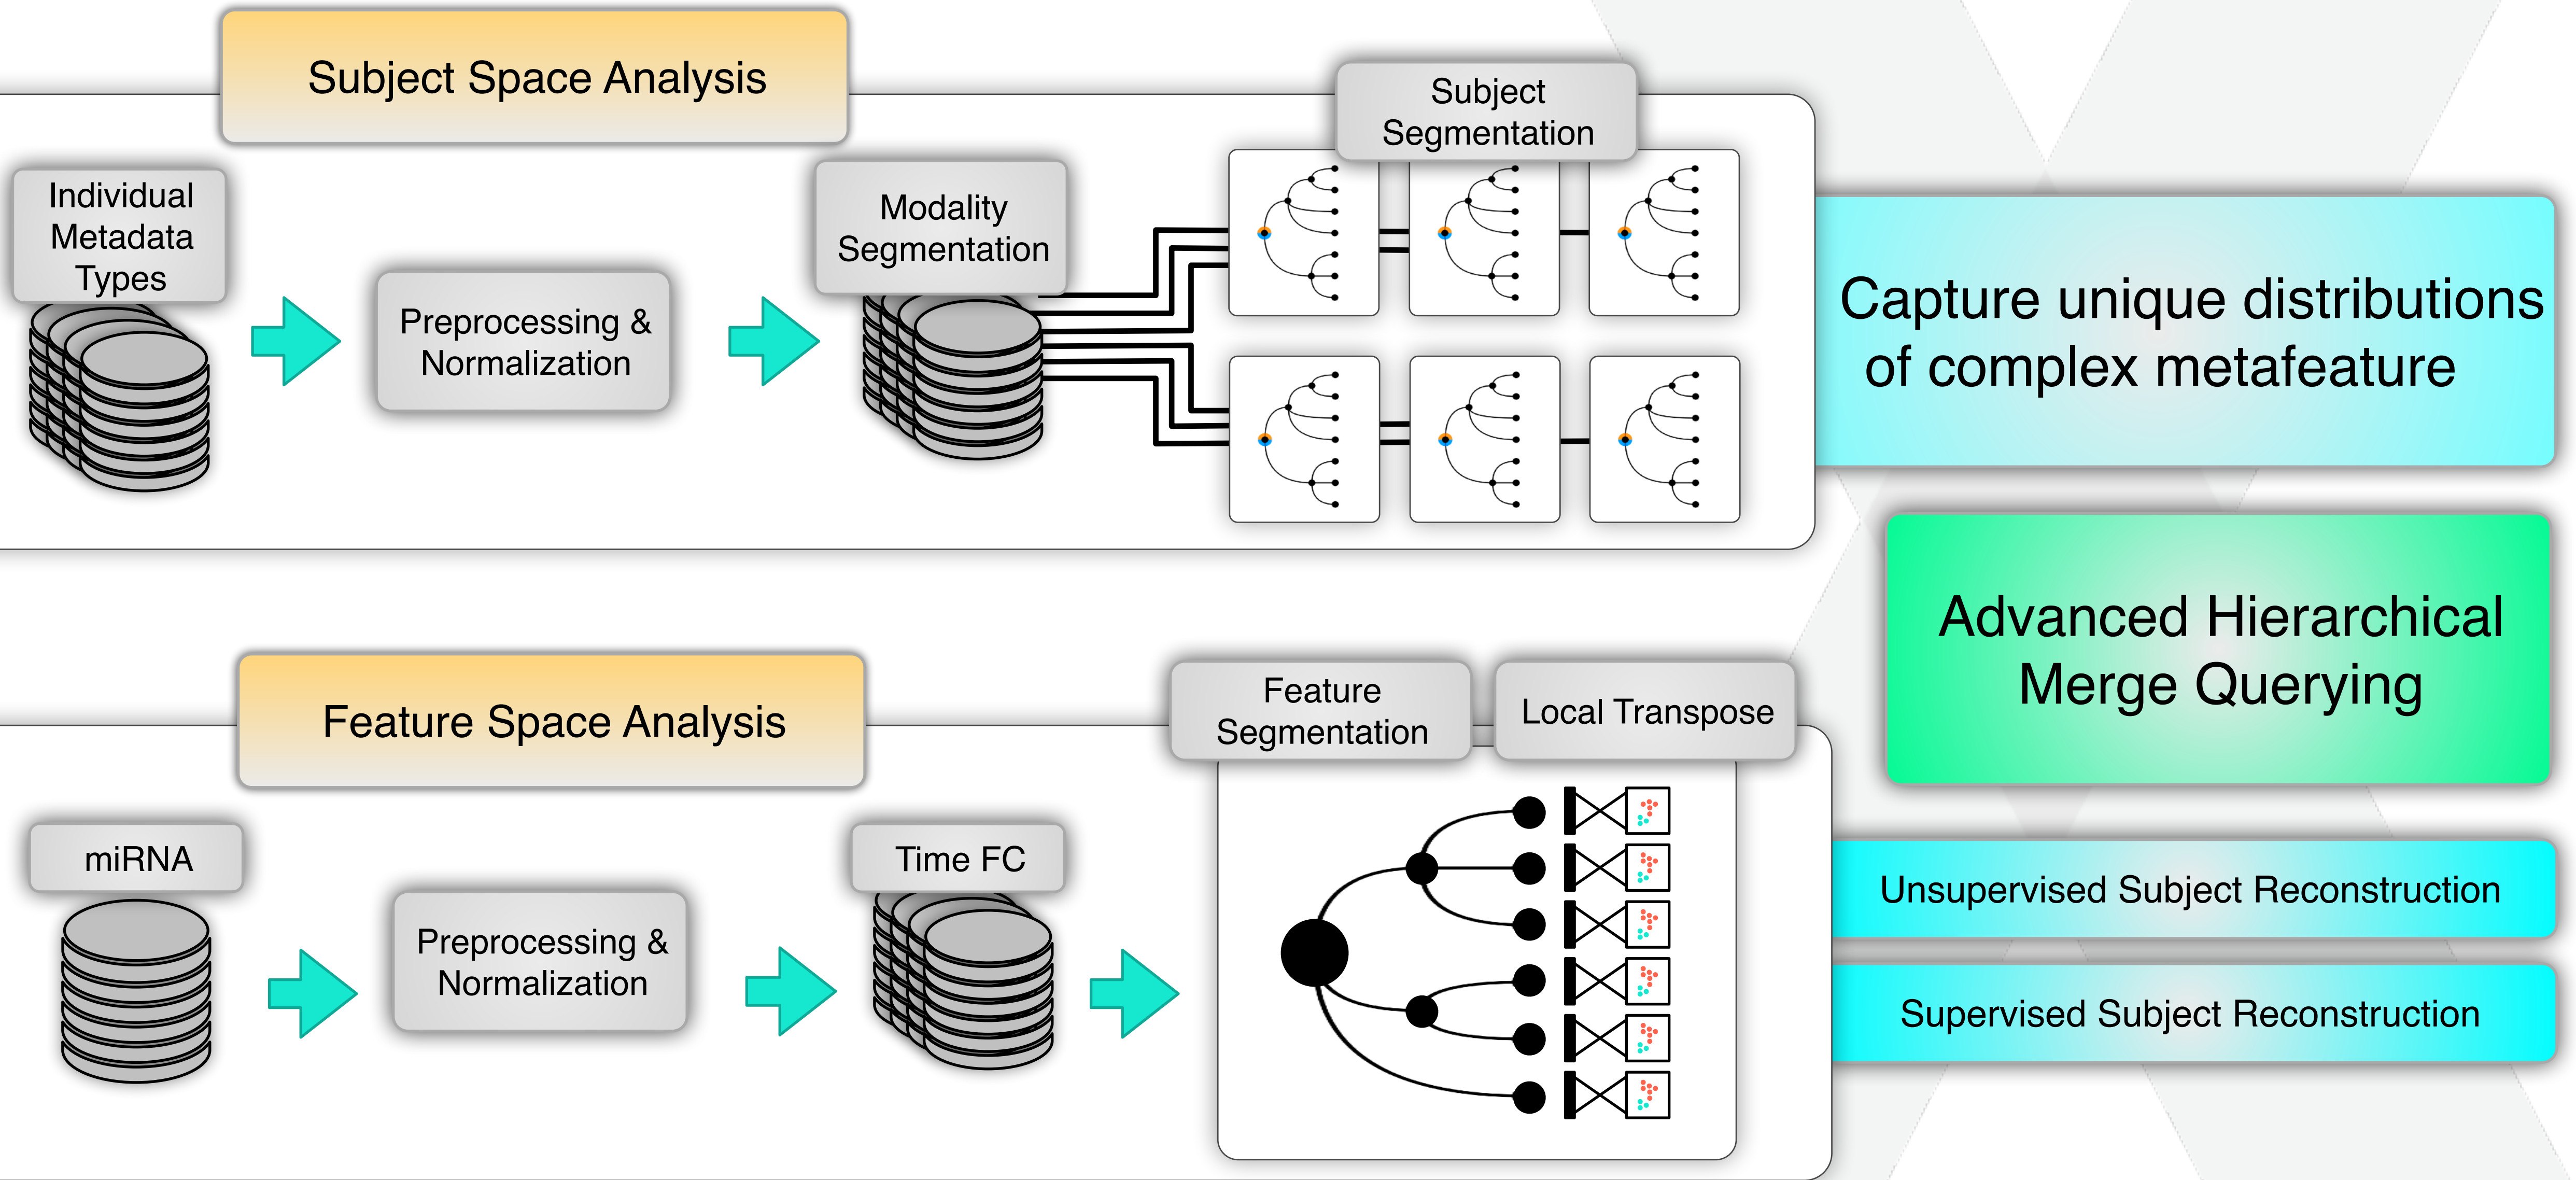 Subject Space Analysis
Subject
Segmentation
Individual
Metadata
Types
Modality
Segmentation
Preprocessing &
Normalization
Capture unique distributions
of complex metafeature
Advanced Hierarchical
Merge Querying
Feature Space Analysis
Feature
Segmentation
Local Transpose
miRNA
Time FC
Preprocessing &
Normalization
Unsupervised Subject Reconstruction
Supervised Subject Reconstruction